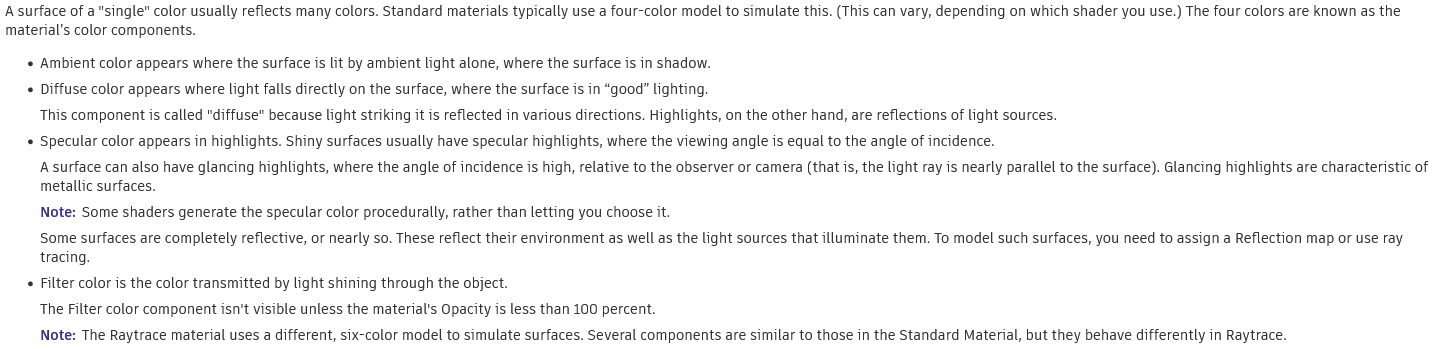 A surface of a "single" color usually reflects many colors. Standard materials typically use a four-color model to simulate this. (This can vary, depending on which shader you use.) The four colors are known as the
material's color components.
• Ambient color appears where the surface is lit by ambient light alone, where the surface is in shadow.
• Diffuse color appears where light falls directly on the surface, where the surface is in “good” lighting.
This component is called "diffuse" because light striking it is reflected in various directions. Highlights, on the other hand, are reflections of light sources.
• Specular color appears in highlights. Shiny surfaces usually have specular highlights, where the viewing angle is equal to the angle of incidence.
A surface can also have glancing highlights, where the angle of incidence is high, relative to the observer or camera (that is, the light ray is nearly parallel to the surface). Glancing highlights are characteristic of
metallic surfaces.
Note: Some shaders generate the specular color procedurally, rather than letting you choose it.
Some surfaces are completely reflective, or nearly so. These reflect their environment as well as the light sources that illuminate them. To model such surfaces, you need to assign a Reflection map or use ray
tracing.
• Filter color is the color transmitted by light shining through the object.
The Filter color component isn't visible unless the material's Opacity is less than 100 percent.
Note: The Raytrace material uses a different, six-color model to simulate surfaces. Several components are similar to those in the Standard Material, but they behave differently in Raytrace.